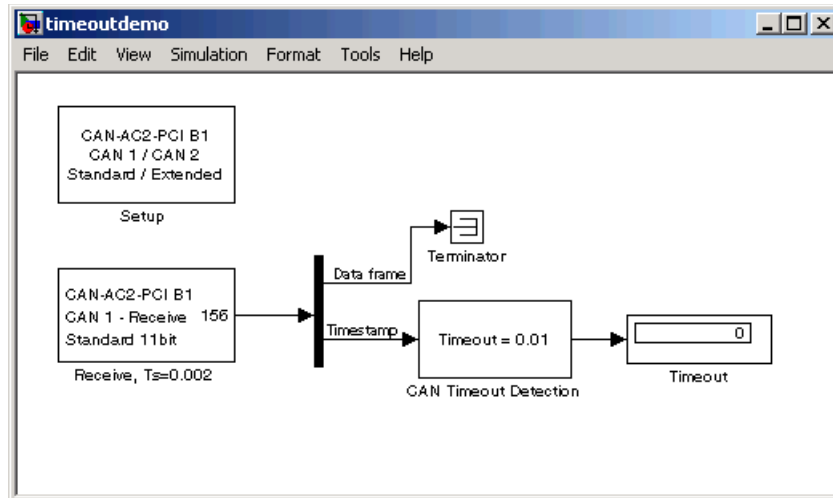 timeoutdemo
File Edit View Simulation Format Tools Help
CAN-AC2-PCI B1
CAN 1 / CAN 2
Standard / Extended
Setup
Data frame
Terminator
CAN-AC2-PCI B1
CAN 1 - Receive 156
Standard 11bit
Receive, Ts=0.002
Timestamp
Timeout = 0.01
CAN Timeout Detection
0
Timeout